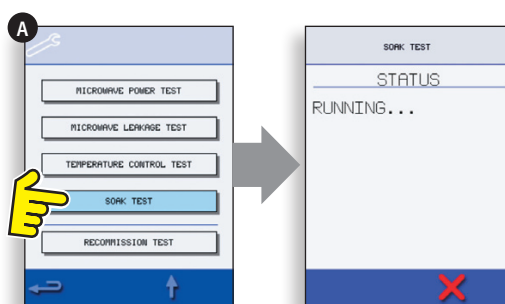 A
MICROWAVE POWER TEST
MICROWAVE LEAKAGE TEST
TEMPERATURE CONTROL TEST
SOAK TEST
RECOMMISSION TEST
SOAK TEST
STATUS
RUNNING...